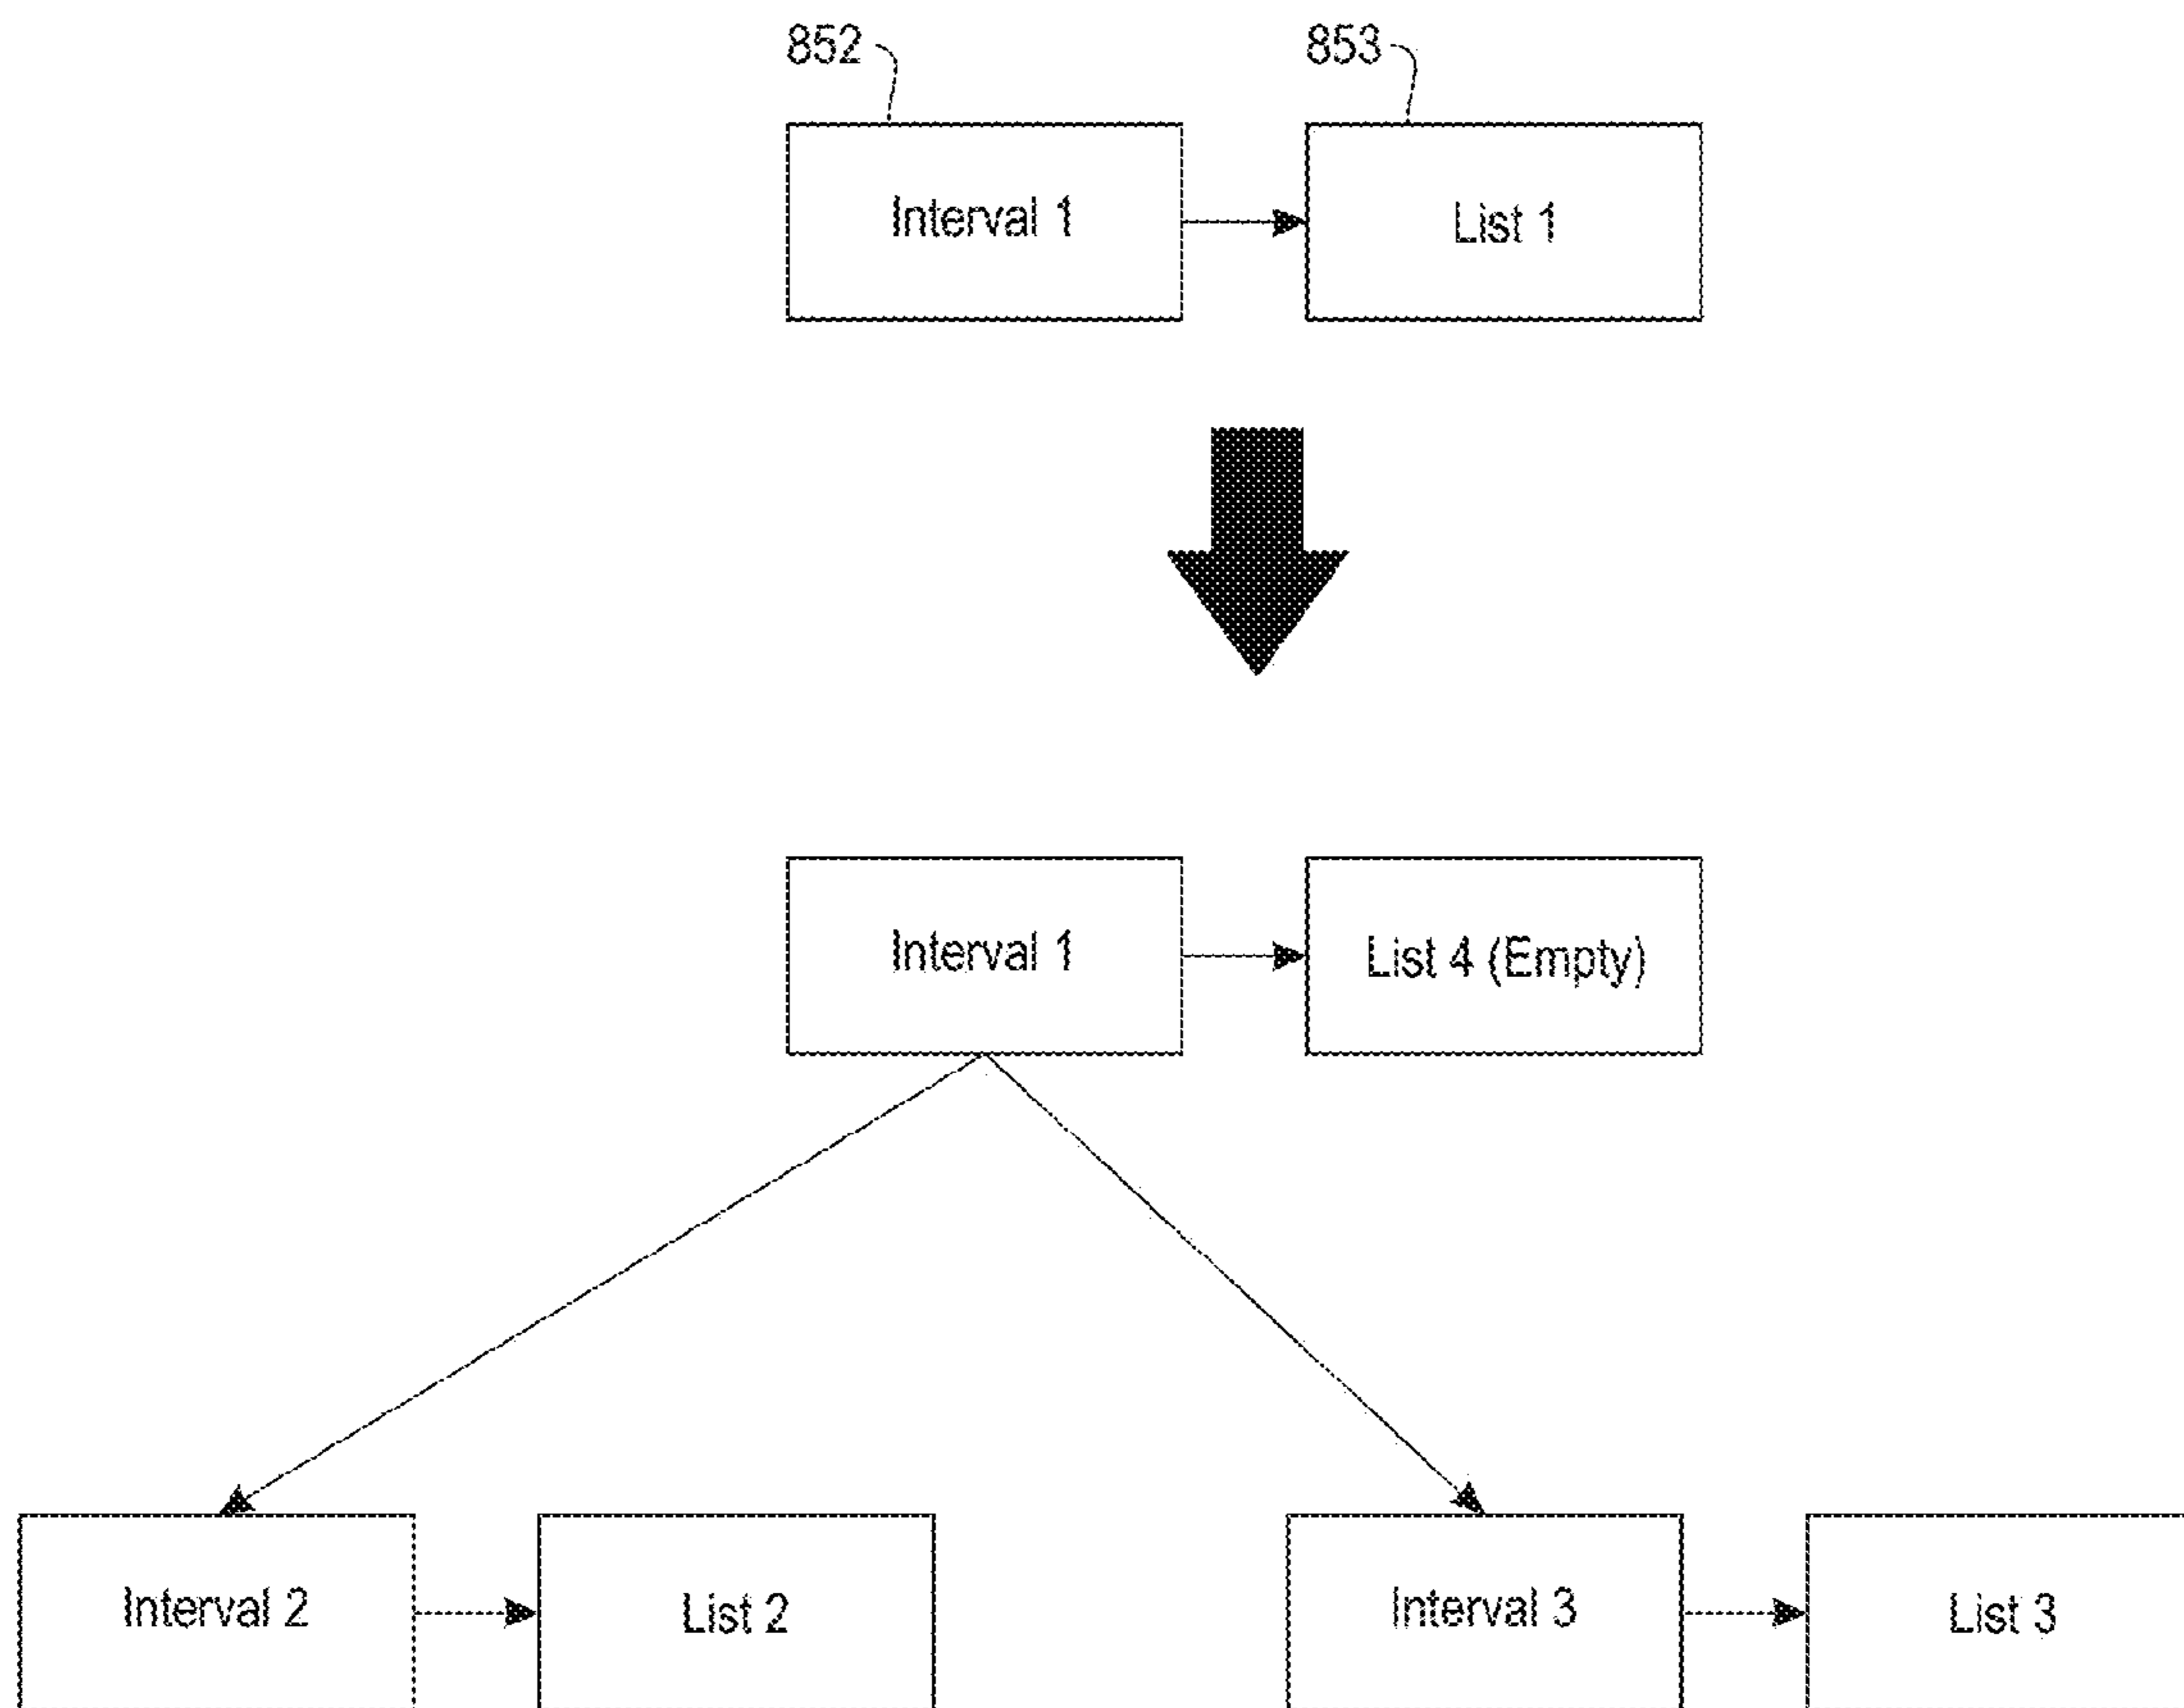 852
853
Interval 1
List 1
Interval 1
List 4 (Empty)
Interval 2
List 2
Interval 3
List 3